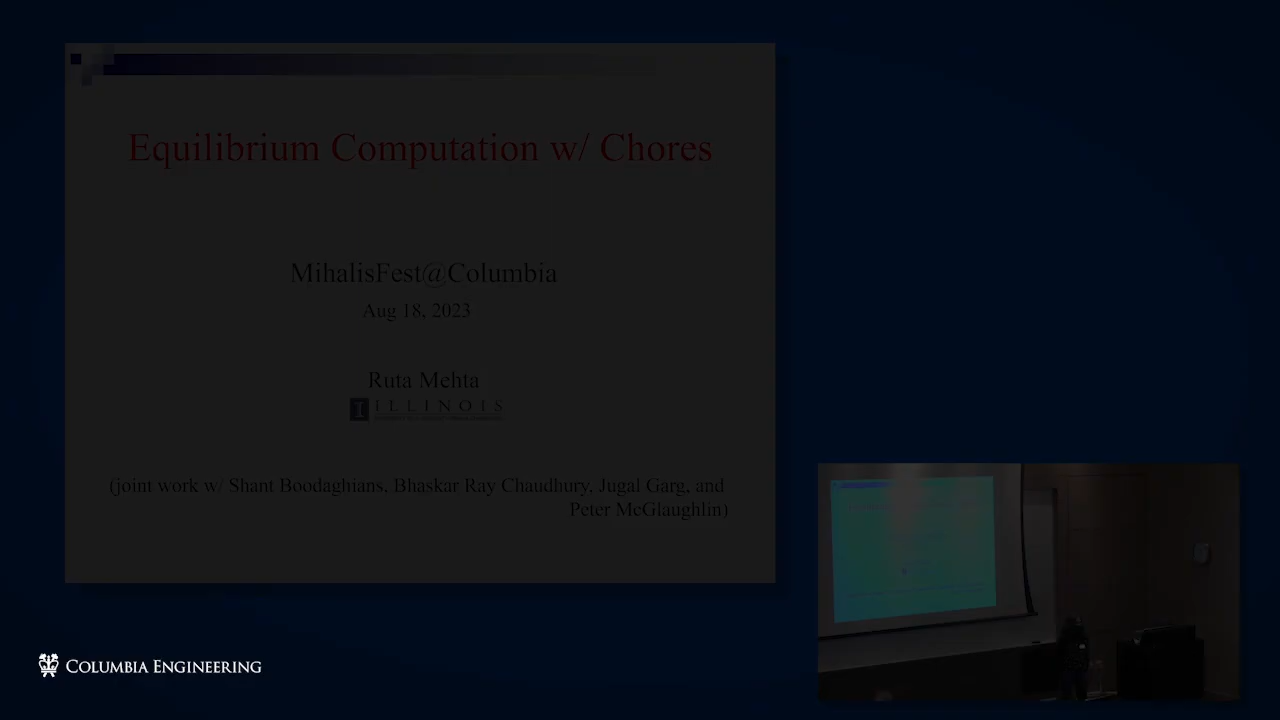 Equilibrium Computation w/ Chores
MihalisFest@Columbia
Aug 18, 2023
Ruta Mehta
I ILLINOIS
(joint work w/ Shant Boodaghians, Bhaskar Ray Chaudhury, Jugal Garg, and
Peter McGlaughlin)
COLUMBIA ENGINEERING